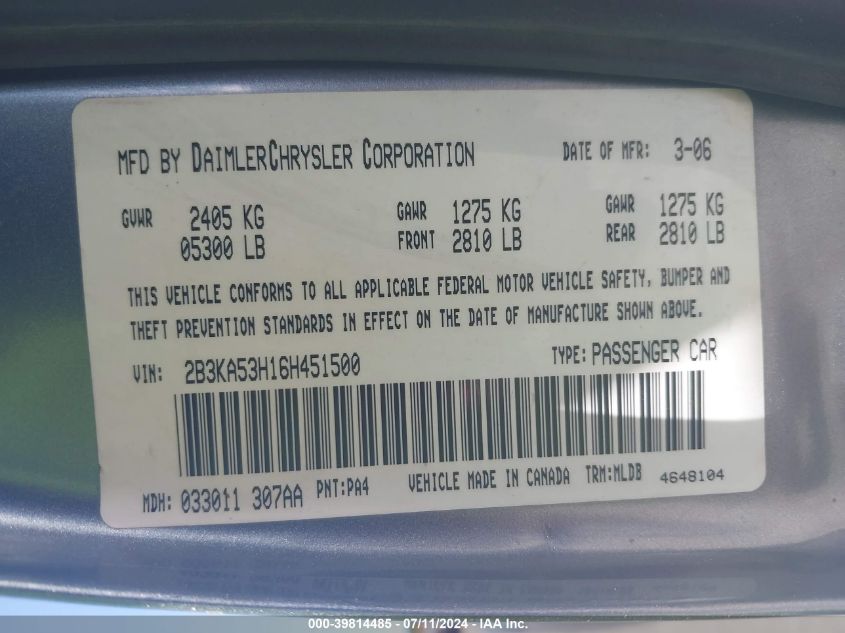 MFD BY DAIMLERCHRYSLER CORPORATION DATE OF MFR: 3-06
GVWR 2405 KG GAWR 1275 KG GAWR 1275 KG
05300 LB FRONT 2810 LB REAR 2810 LB
THIS VEHICLE CONFORMS TO ALL APPLICABLE FEDERAL MOTOR VEHICLE SAFETY, BUMPER AND
THEFT PREVENTION STANDARDS IN EFFECT ON THE DATE OF MANUFACTURE SHOWN ABOVE.
VIN: 2B3KA53H16H451500 TYPE: PASSENGER CAR
MDH: 033011 307AA PNT:PA4 VEHICLE MADE IN CANADA TRM:MLDB 4648104
000-39814485 - 07/11/2024 - IAA, Inc.